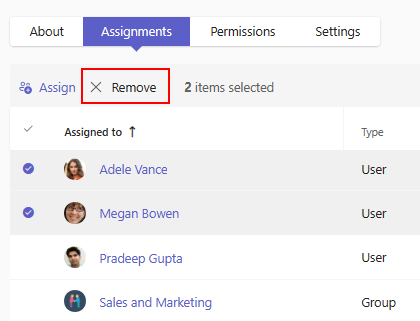 About Assignments Permissions Settings
Assign Remove 2 items selected
Assigned to ↑ Type
Adele Vance User
Megan Bowen User
Pradeep Gupta User
Sales and Marketing Group